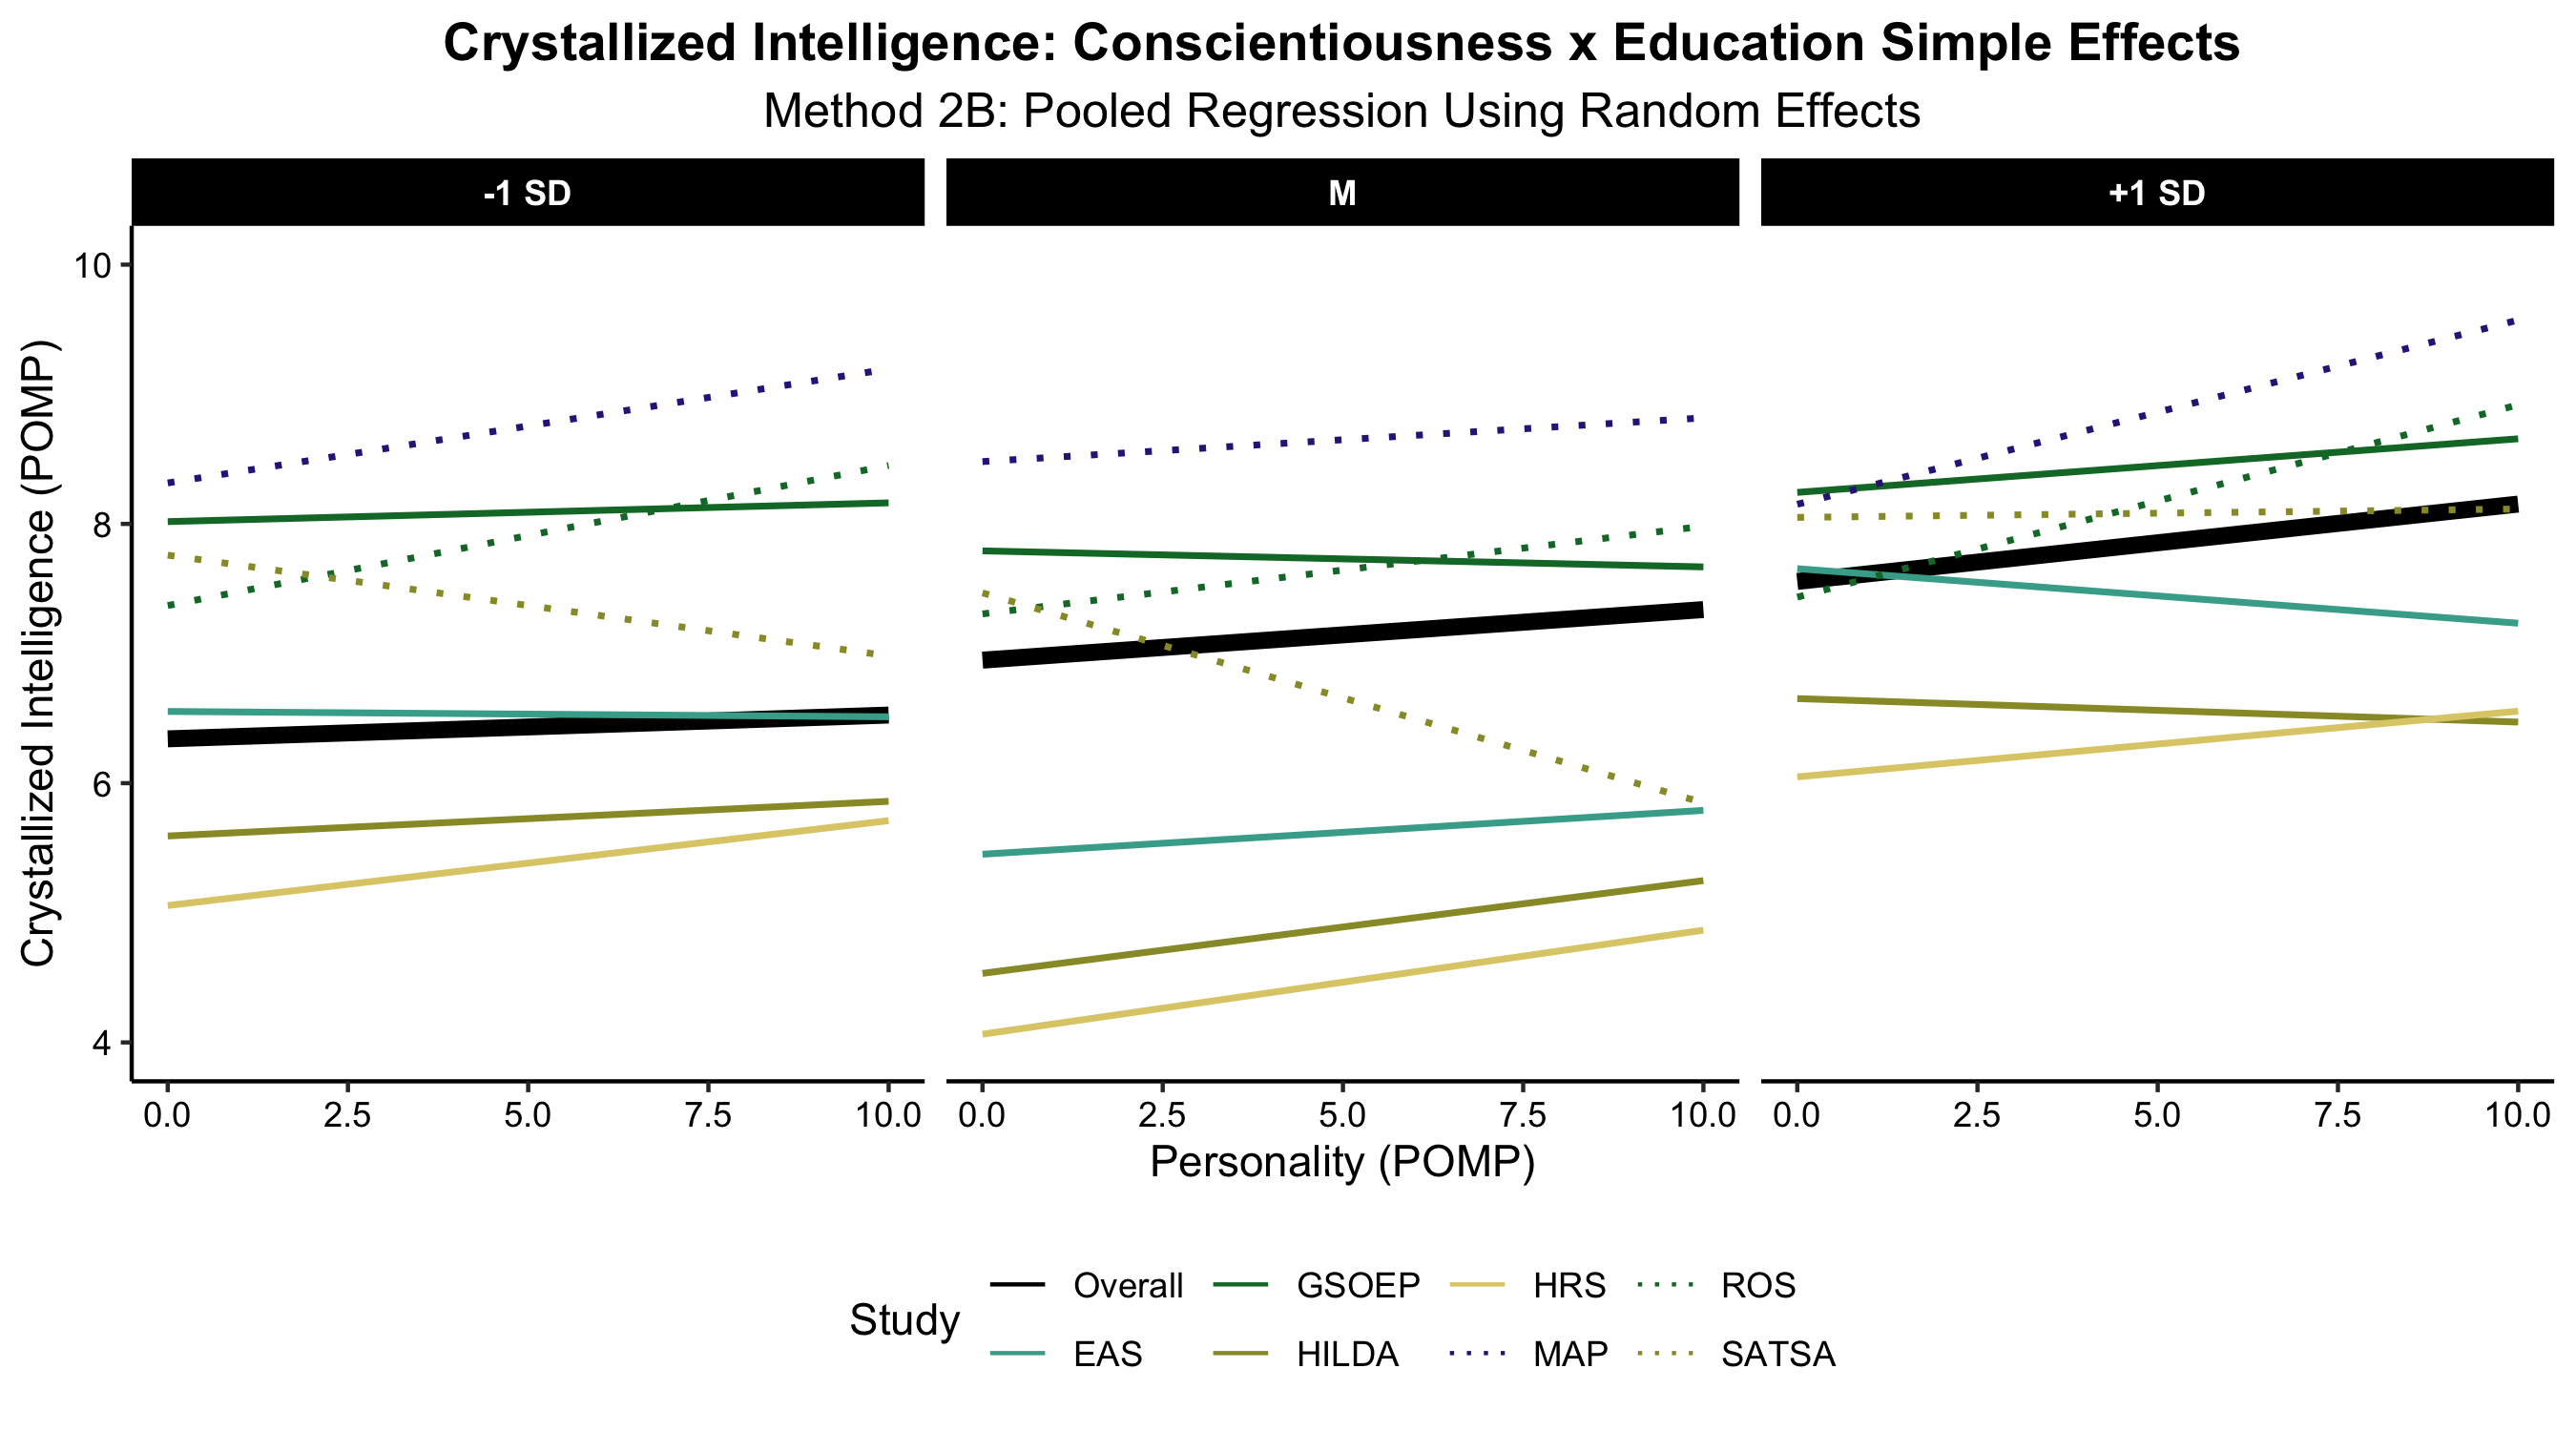 Crystallized Intelligence: Conscientiousness x Education Simple Effects
Method 2B: Pooled Regression Using Random Effects
-1 SD
M
+1 SD
Crystallized Intelligence (POMP)
10
8
6
4
0.0 2.5 5.0 7.5 10.0
0.0 2.5 5.0 7.5 10.0
0.0 2.5 5.0 7.5 10.0
Personality (POMP)
Study
Overall GSOEP HRS ROS
EAS HILDA MAP SATSA